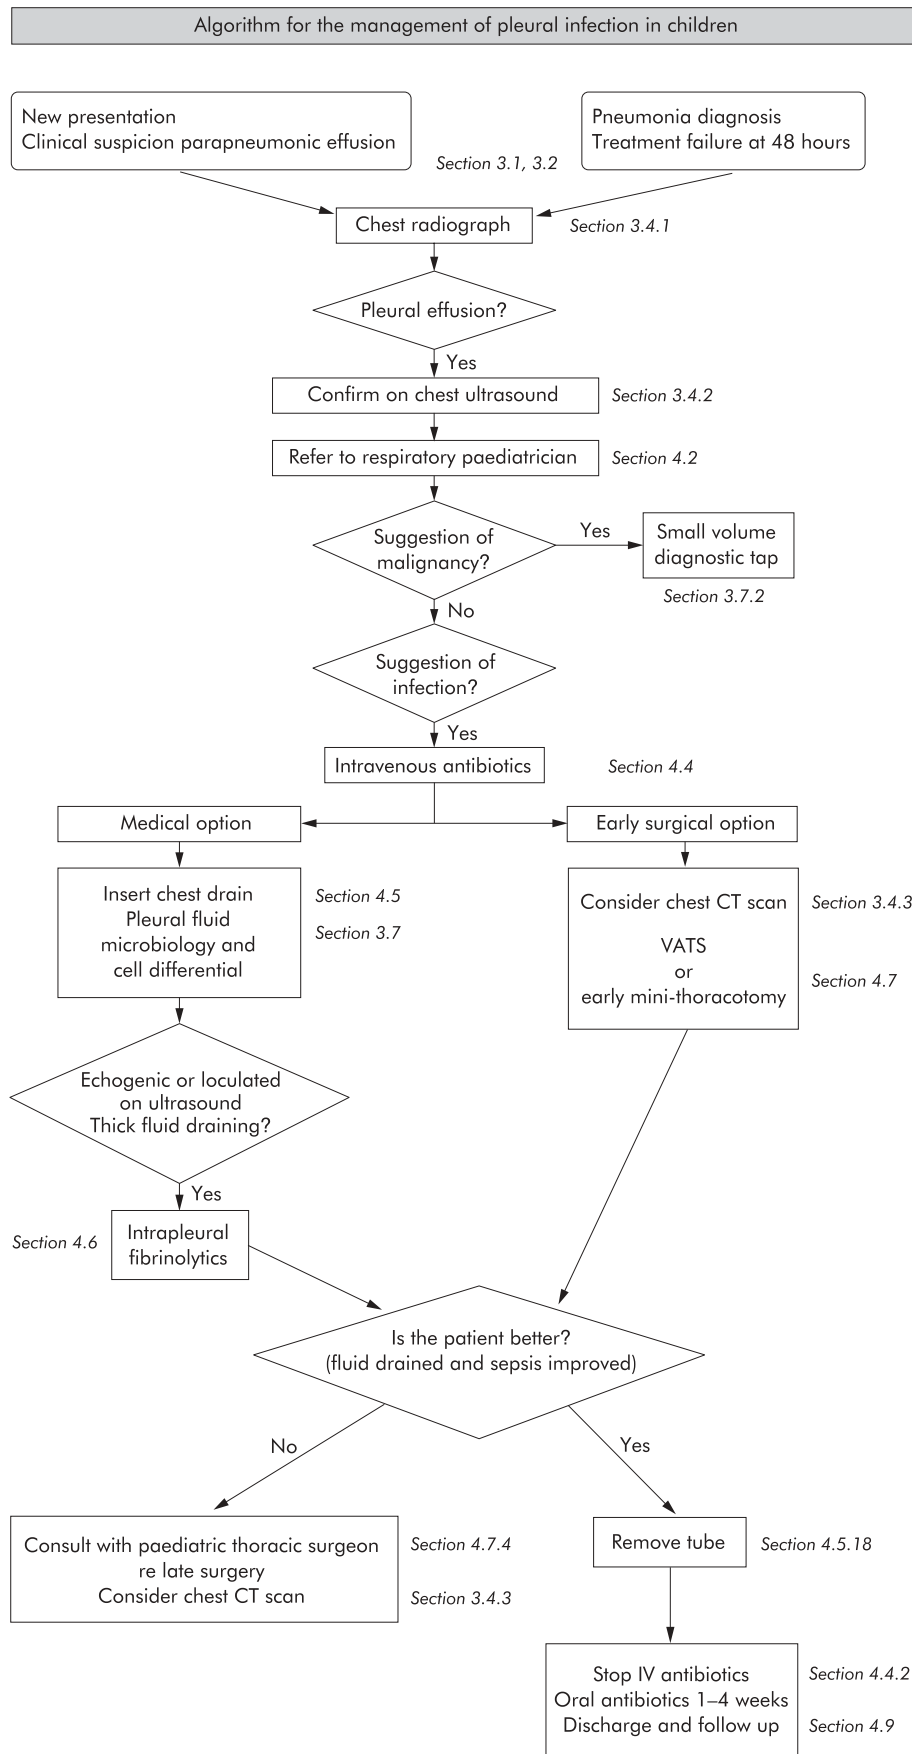 Algorithm for the management of pleural infection in children
New presentation
Clinical suspicion parapneumonic effusion
Pneumonia diagnosis
Treatment failure at 48 hours
Section 3.1, 3.2
Chest radiograph
Section 3.4.1
Pleural effusion?
Yes
Confirm on chest ultrasound
Section 3.4.2
Refer to respiratory paediatrician
Section 4.2
Suggestion of
malignancy?
Yes
Small volume
diagnostic tap
Section 3.7.2
No
Suggestion of
infection?
Yes
Intravenous antibiotics
Section 4.4
Medical option
Early surgical option
Insert chest drain
Pleural fluid
microbiology and
cell differential
Section 4.5
Section 3.7
Consider chest CT scan
VATS
or
early mini-thoracotomy
Section 3.4.3
Section 4.7
Echogenic or loculated
on ultrasound
Thick fluid draining?
Yes
Section 4.6
Intrapleural
fibrinolytics
Is the patient better?
(fluid drained and sepsis improved)
No
Yes
Consult with paediatric thoracic surgeon
re late surgery
Consider chest CT scan
Section 4.7.4
Section 3.4.3
Remove tube
Section 4.5.18
Stop IV antibiotics
Oral antibiotics 1–4 weeks
Discharge and follow up
Section 4.4.2
Section 4.9